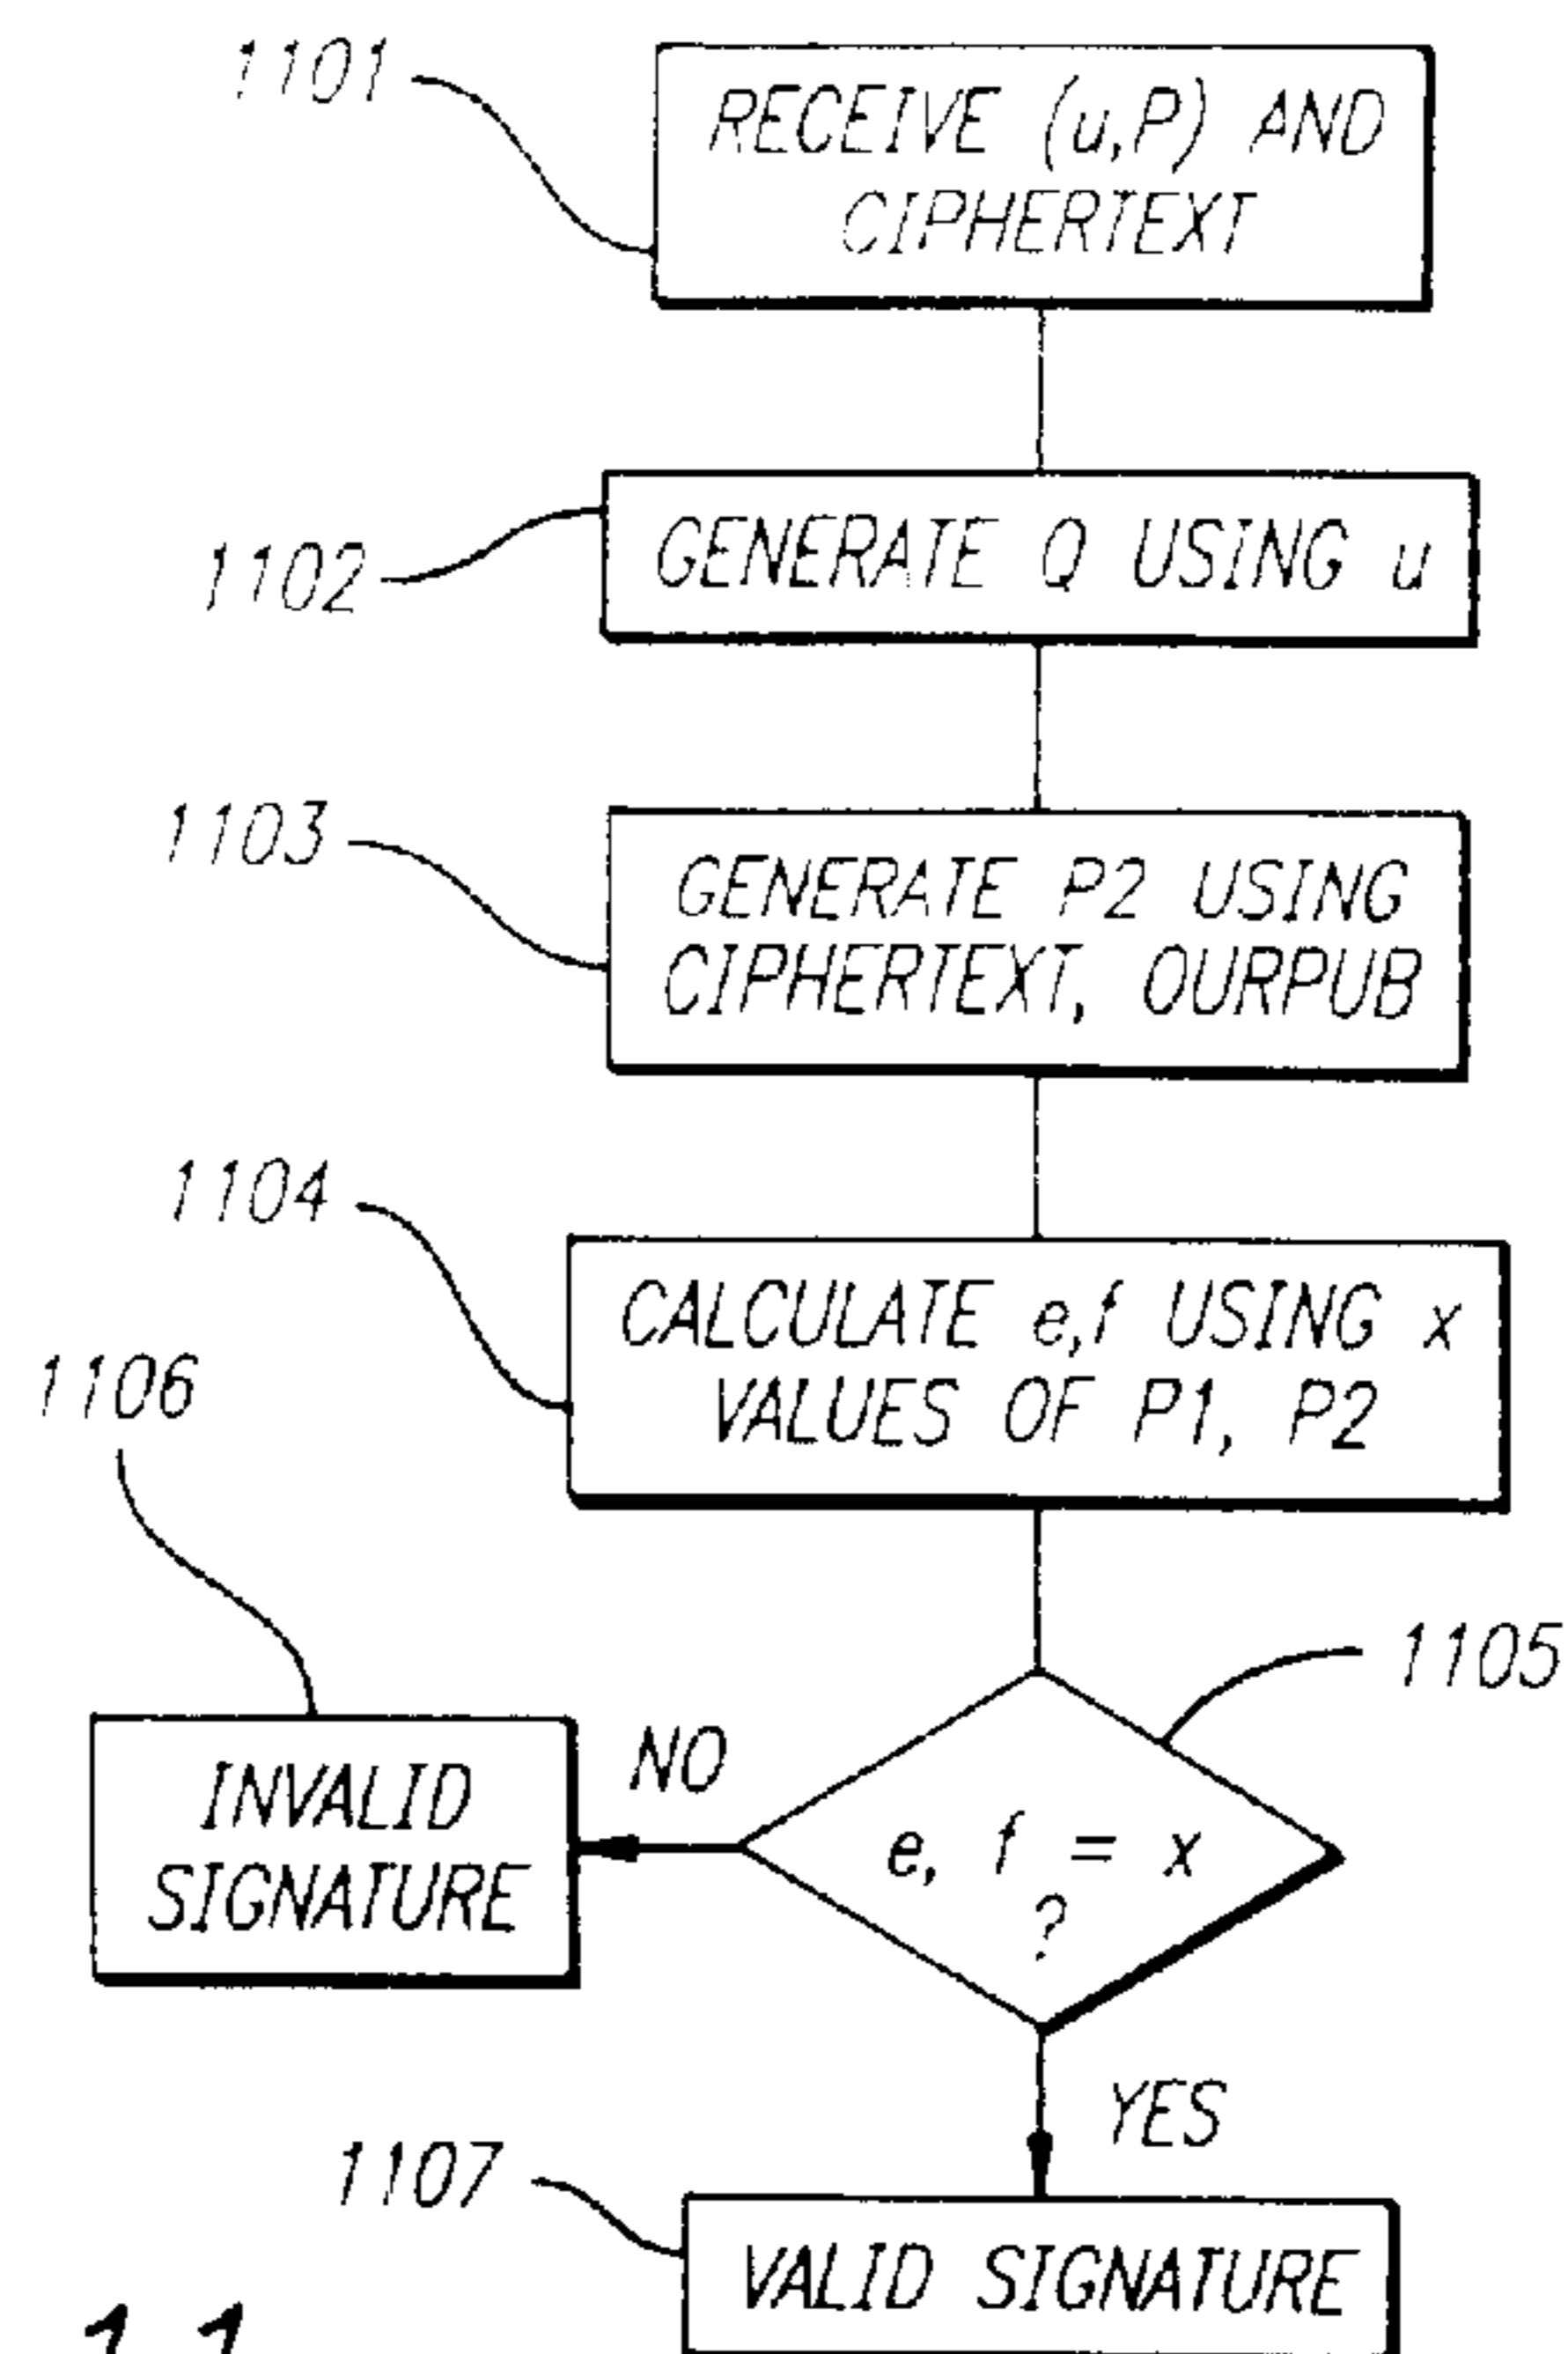 1101
RECEIVE (u,P) AND
CIPHERTEXT
1102
GENERATE Q USING u
1103
GENERATE P2 USING
CIPHERTEXT, OURPUB
1104
CALCULATE e,f USING x
VALUES OF P1, P2
1106
1105
INVALID
SIGNATURE
NO
e, f = x
?
YES
1107
VALID SIGNATURE
11